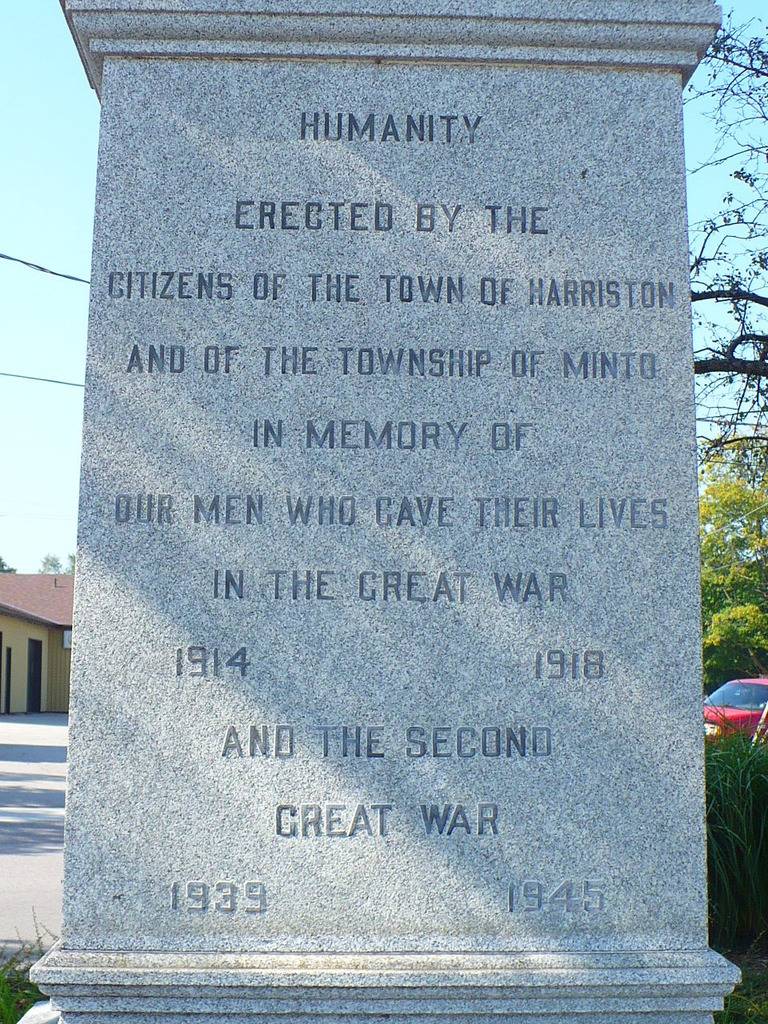 HUMANITY
ERECTED BY THE
CITIZENS OF THE TOWN OF HARRISTON
AND OF THE TOWNSHIP OF MINTO
IN MEMORY OF
OUR MEN WHO GAVE THEIR LIVES
IN THE GREAT WAR
1914 1918
AND THE SECOND
GREAT WAR
1939 1945